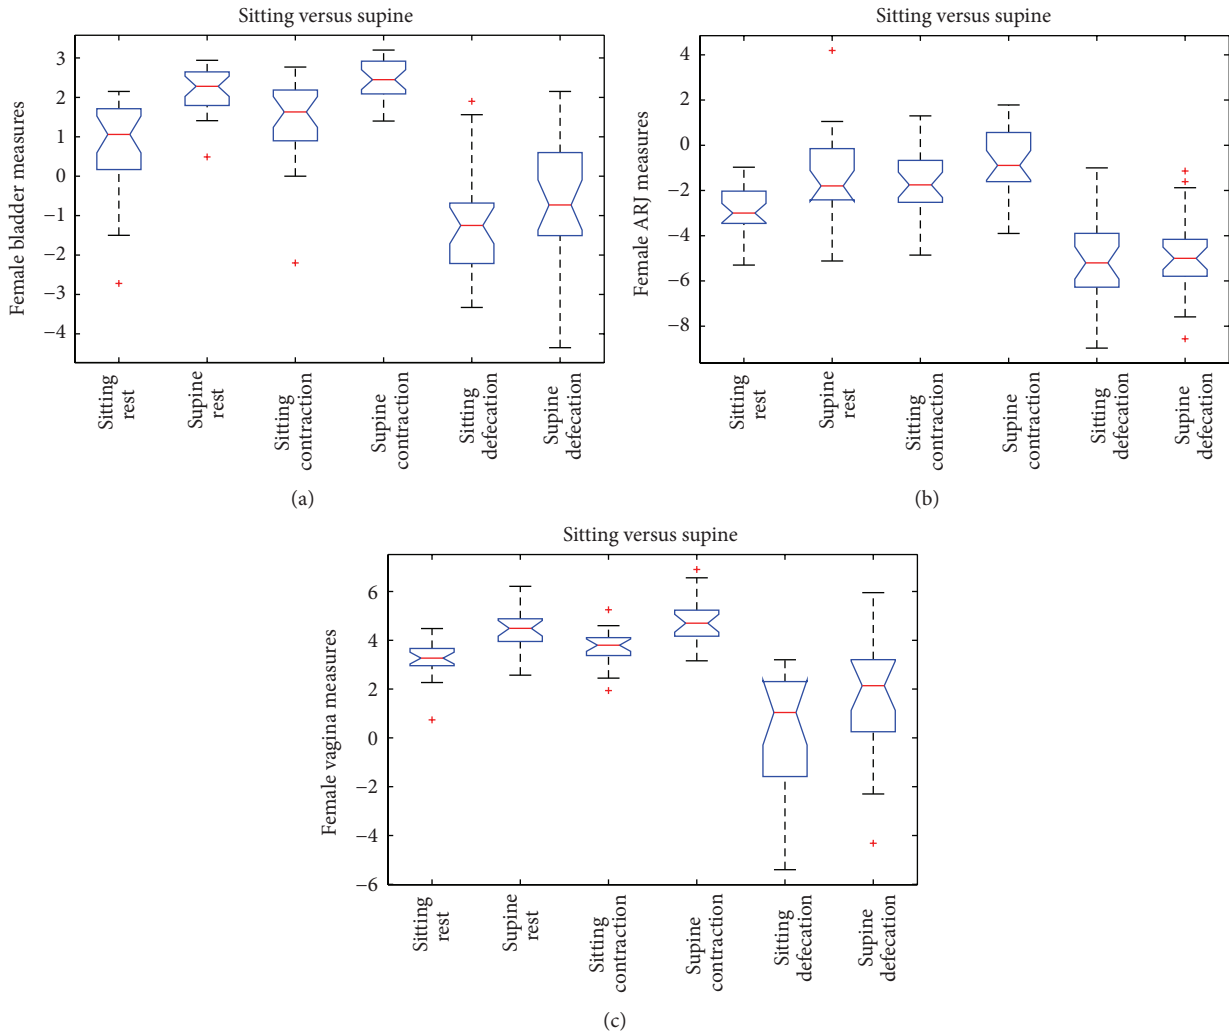 Sitting versus supine
Female bladder measures
3
2
1
0
−1
−2
−3
−4
Sitting
rest
Supine
rest
Sitting
contraction
Supine
contraction
Sitting
defecation
Supine
defecation
(a)
Sitting versus supine
Female ARJ measures
4
2
0
−2
−4
−6
−8
Sitting
rest
Supine
rest
Sitting
contraction
Supine
contraction
Sitting
defecation
Supine
defecation
(b)
Sitting versus supine
Female vagina measures
6
4
2
0
−2
−4
−6
Sitting
rest
Supine
rest
Sitting
contraction
Supine
contraction
Sitting
defecation
Supine
defecation
(c)